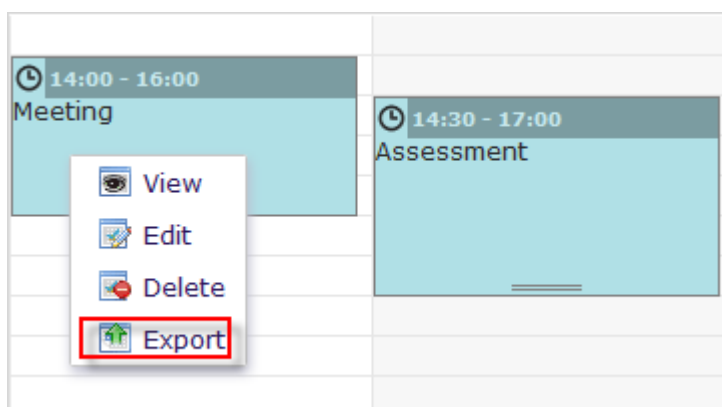 14:00 - 16:00
Meeting
14:30 - 17:00
Assessment
View
Edit
Delete
Export